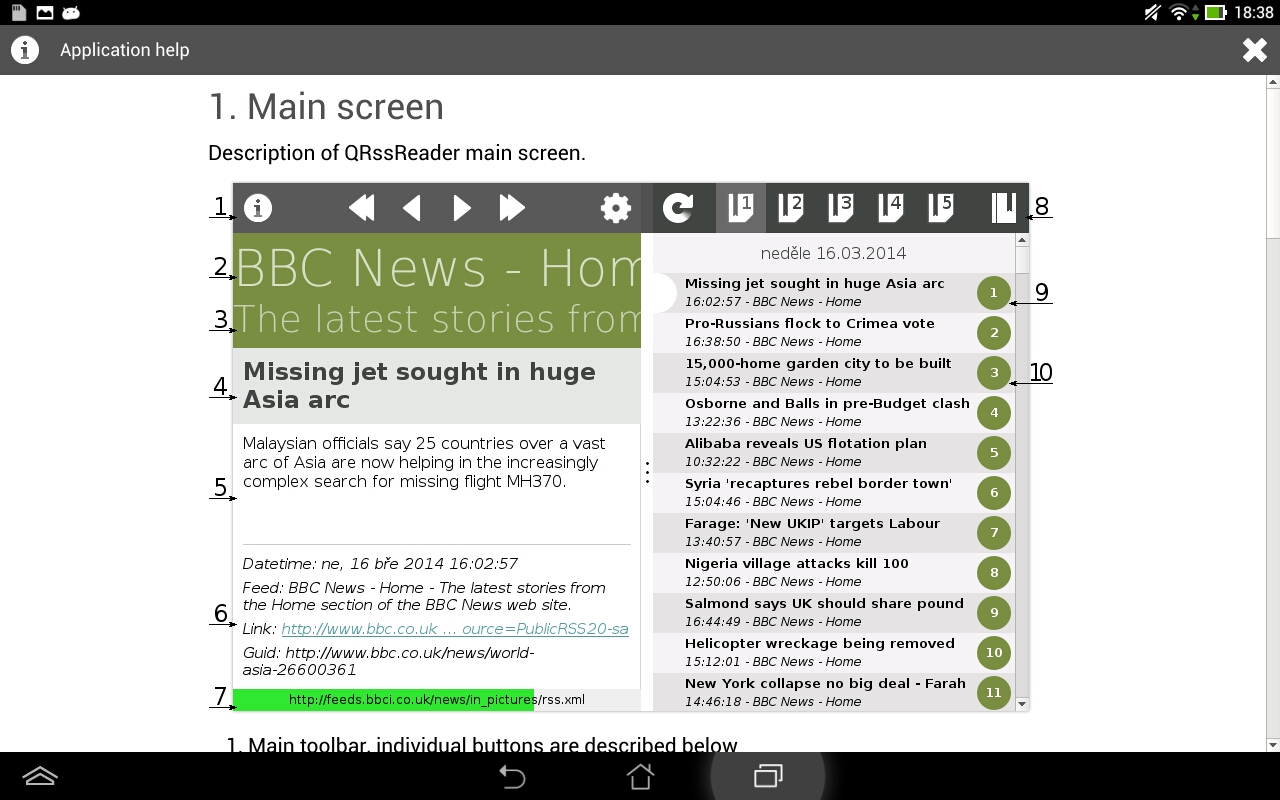 18:38
Application help
1. Main screen
Description of QRssReader main screen.
1
1
2
3
4
5
8
2
BBC News - Hom
3
The latest stories from
4
Missing jet sought in huge
Asia arc
5
Malaysian officials say 25 countries over a vast
arc of Asia are now helping in the increasingly
complex search for missing flight MH370.
Datetime: ne, 16 bře 2014 16:02:57
Feed: BBC News - Home - The latest stories from
the Home section of the BBC News web site.
6
Link: http://www.bbc.co.uk ... ource=PublicRSS20-sa
Guid: http://www.bbc.co.uk/news/world-
asia-26600361
7
http://feeds.bbci.co.uk/news/in_pictures/rss.xml
neděle 16.03.2014
Missing jet sought in huge Asia arc
16:02:57 - BBC News - Home
1
9
Pro-Russians flock to Crimea vote
16:38:50 - BBC News - Home
2
15,000-home garden city to be built
15:04:53 - BBC News - Home
3
10
Osborne and Balls in pre-Budget clash
13:22:36 - BBC News - Home
4
Alibaba reveals US flotation plan
10:32:22 - BBC News - Home
5
Syria 'recaptures rebel border town'
15:04:46 - BBC News - Home
6
Farage: 'New UKIP' targets Labour
13:40:57 - BBC News - Home
7
Nigeria village attacks kill 100
12:50:06 - BBC News - Home
8
Salmond says UK should share pound
16:44:49 - BBC News - Home
9
Helicopter wreckage being removed
15:12:01 - BBC News - Home
10
New York collapse no big deal - Farah
14:46:18 - BBC News - Home
11
1. Main toolbar, individual buttons are described below